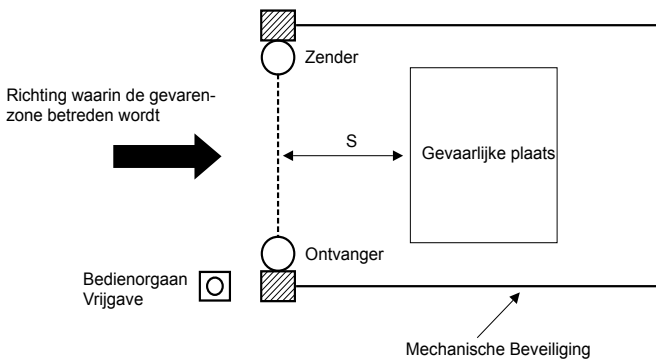 Zender
Richting waarin de gevaren-
zone betreden wordt
S
Gevaarlijke plaats
Ontvanger
Bedienorgaan
Vrijgave
Mechanische Beveiliging